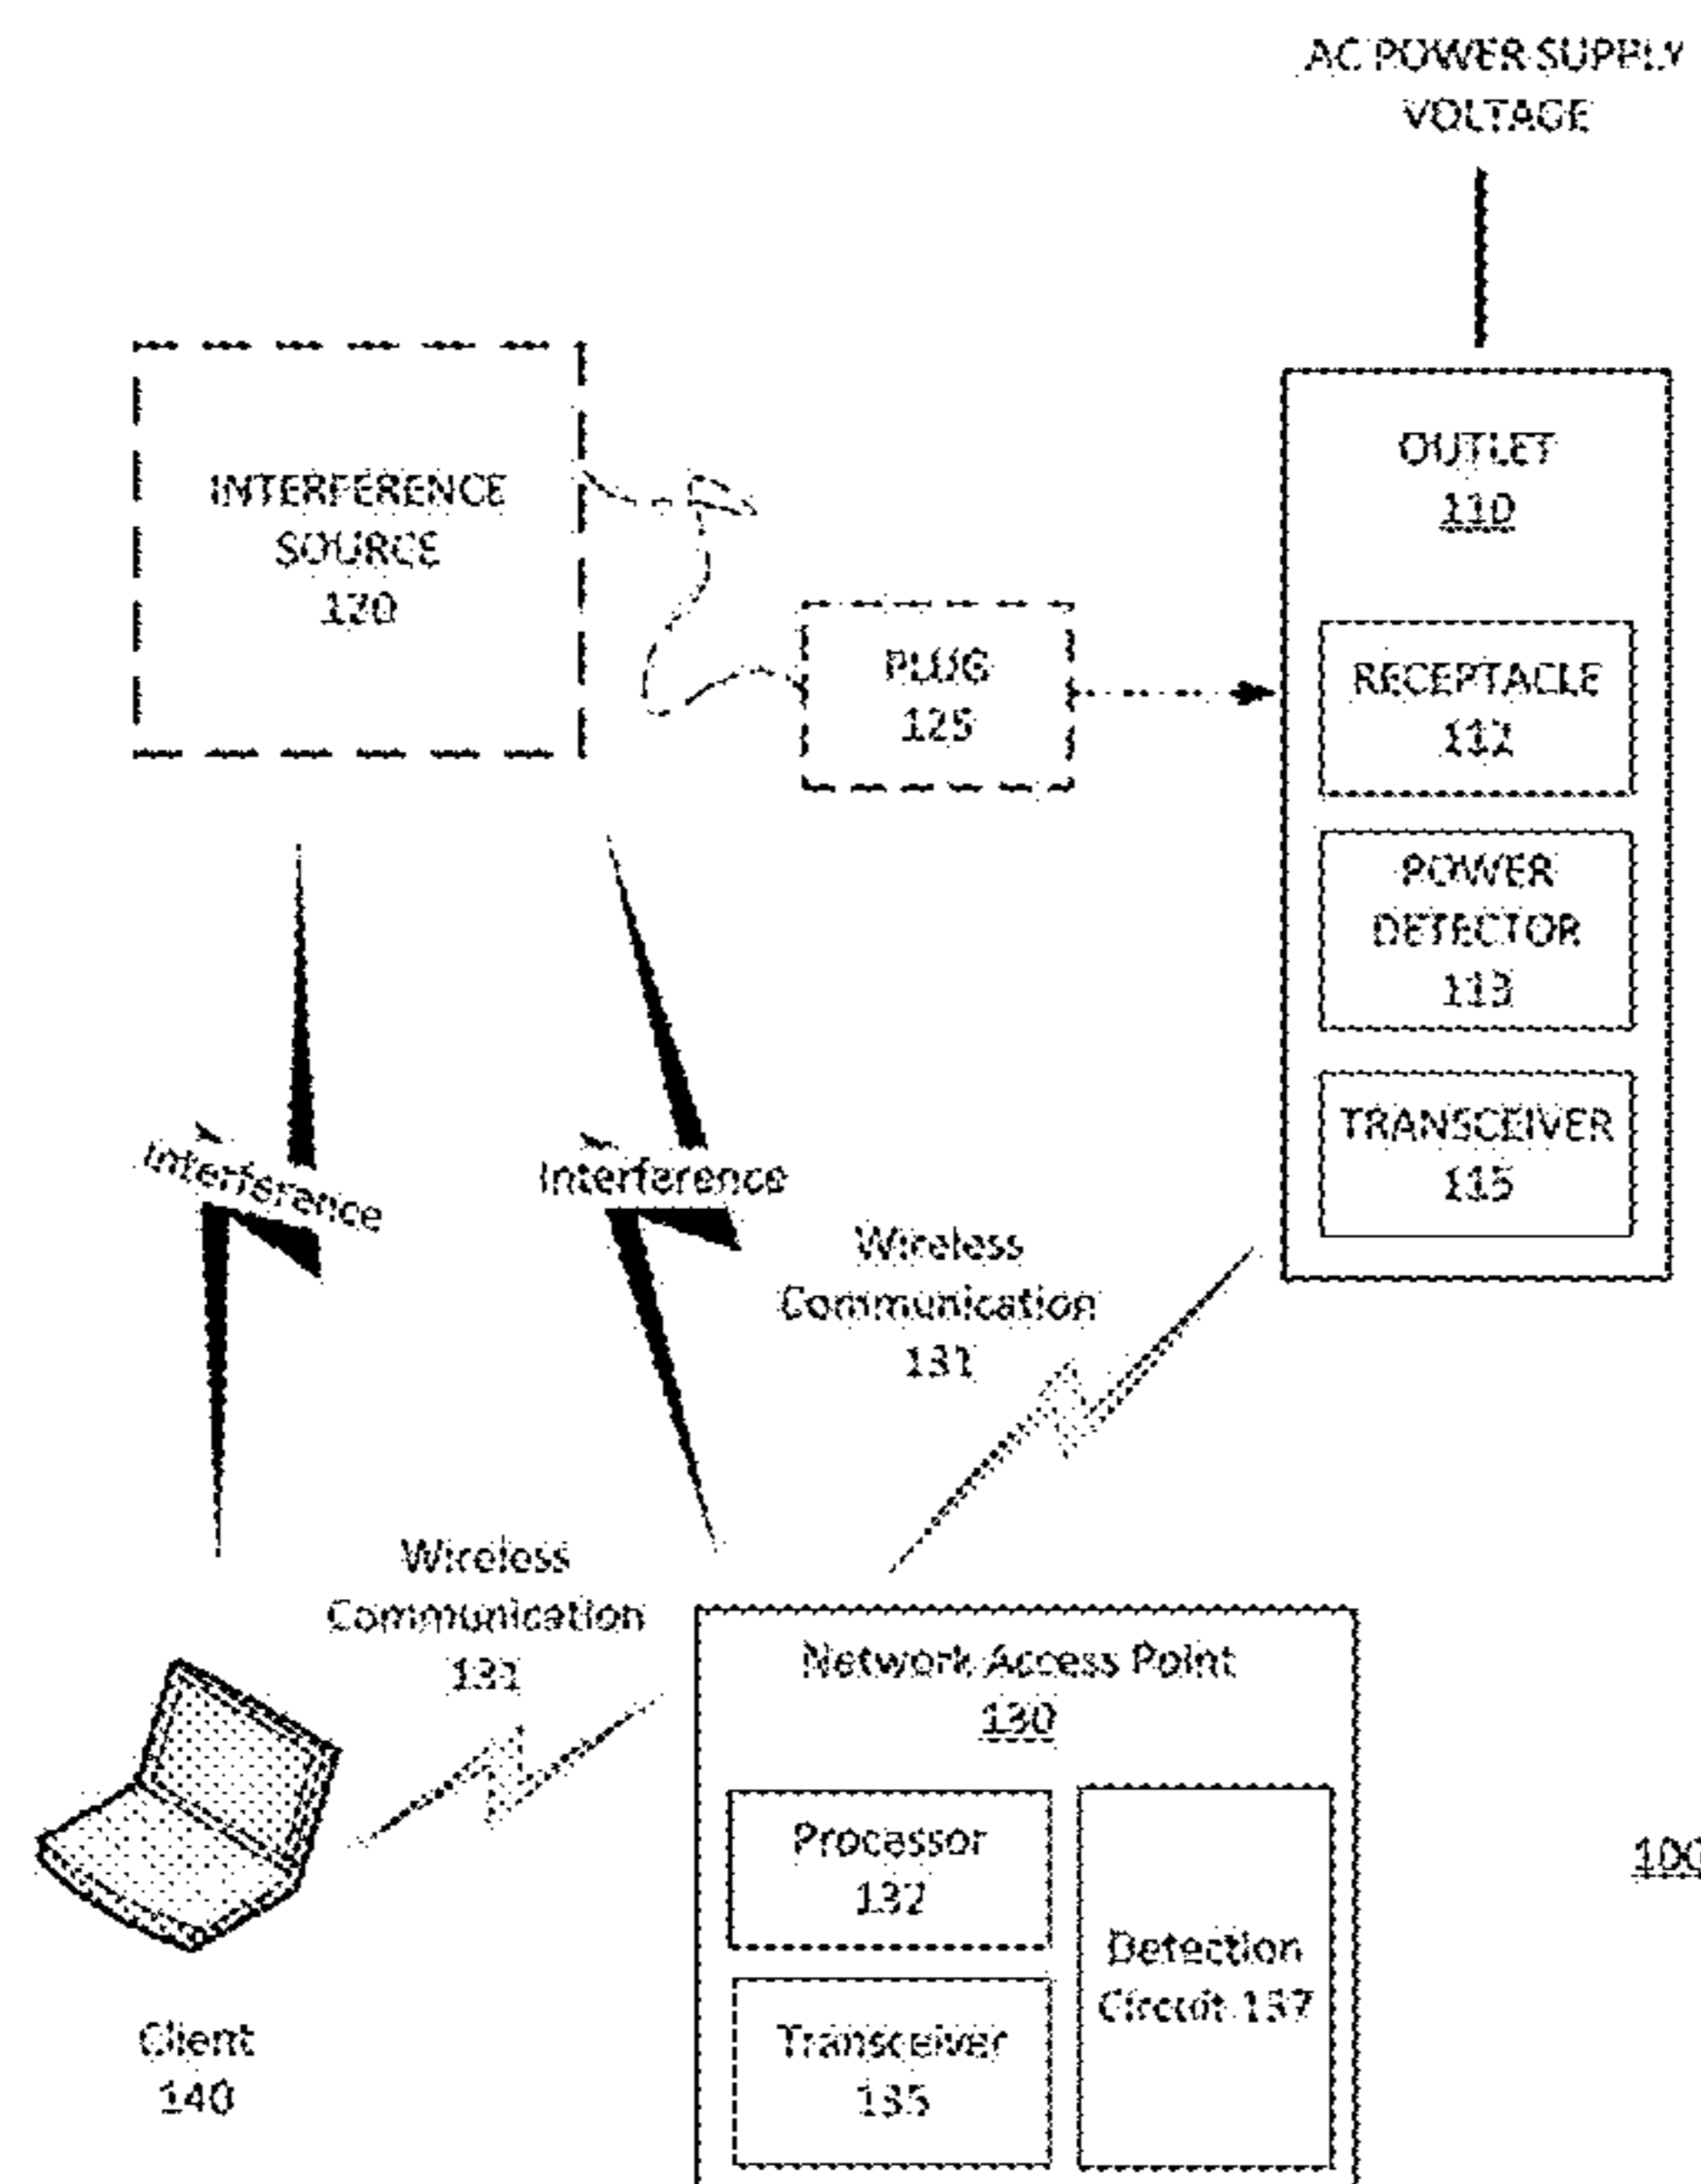 AC POWER SUPPLY
VOLTAGE
OUTLET
110
INTERFERENCE
SOURCE
120
PLUG
125
RECEPTACLE
112
POWER
DETECTOR
113
TRANSCEIVER
115
Interference
Interference
Wireless
Communication
131
Wireless
Communication
131
Network Access Point
130
Processor
132
Detection
Circuit 137
Transceiver
135
Client
140
100